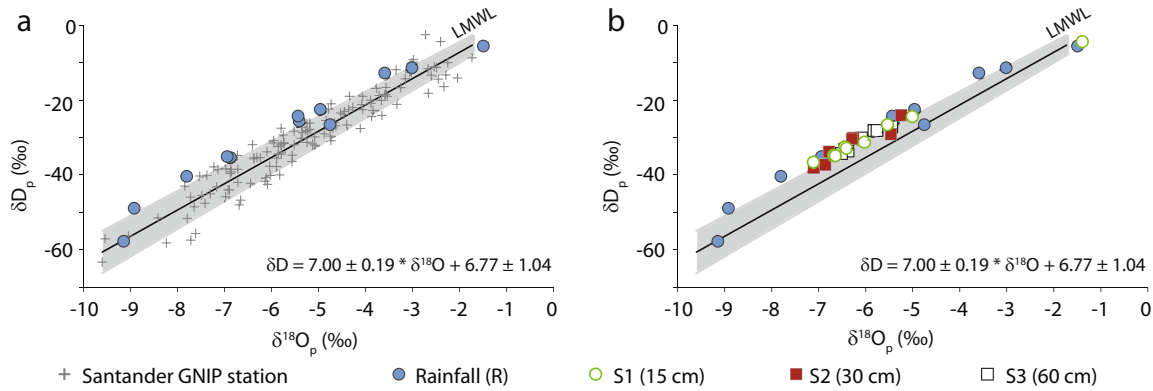 a
b
LMWL
LMWL
0
-20
-40
-60
δDp (‰)
δD = 7.00 ± 0.19 * δ18O + 6.77 ± 1.04
-10 -9 -8 -7 -6 -5 -4 -3 -2 -1 0
δ18Op (‰)
0
-20
-40
-60
δDp (‰)
δD = 7.00 ± 0.19 * δ18O + 6.77 ± 1.04
-10 -9 -8 -7 -6 -5 -4 -3 -2 -1 0
δ18Op (‰)
Santander GNIP station Rainfall (R) S1 (15 cm) S2 (30 cm) S3 (60 cm)